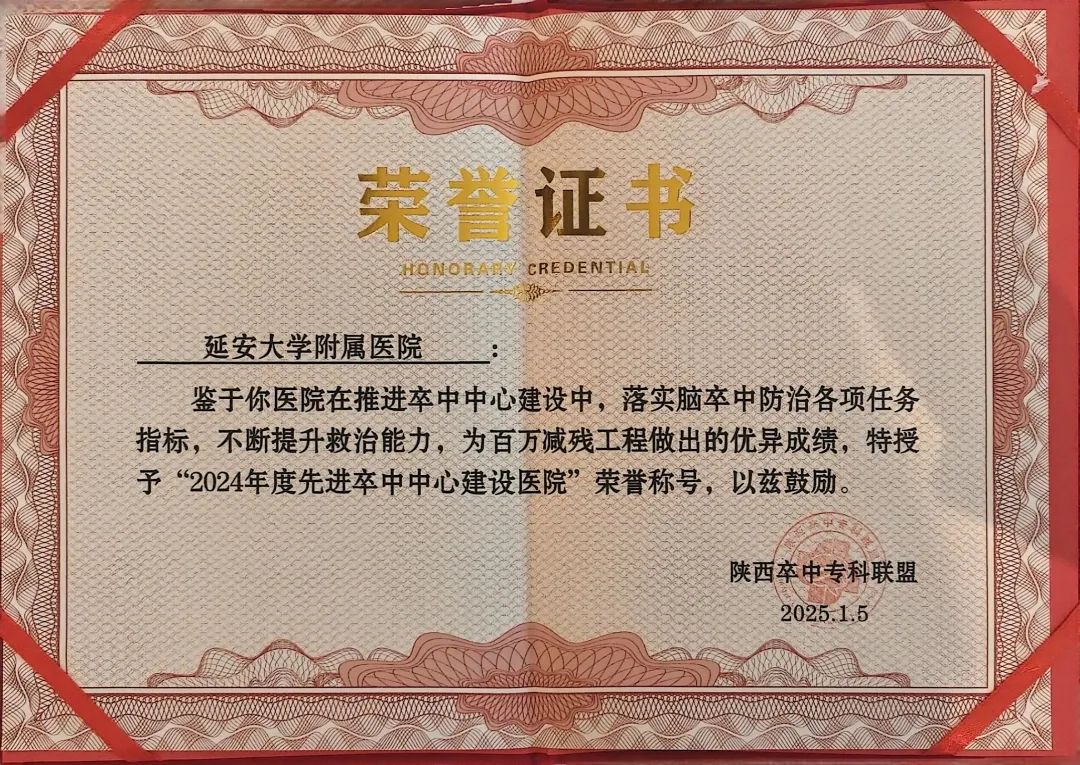 荣誉证书
HONORARY CREDENTIAL
延安大学附属医院：
鉴于你医院在推进卒中中心建设中，落实脑卒中防治各项任务
指标，不断提升救治能力，为百万减残工程做出的优异成绩，特授
予“2024年度先进卒中中心建设医院”荣誉称号，以兹鼓励。
陕西卒中专科联盟
2025.1.5